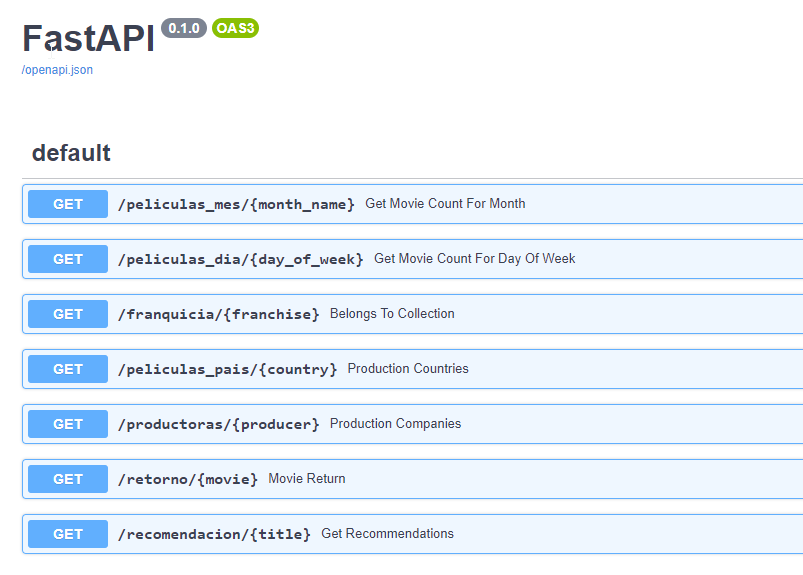 FastAPI 0.1.0 OAS3
/openapi.json
default
GET /peliculas_mes/{month_name} Get Movie Count For Month
GET /peliculas_dia/{day_of_week} Get Movie Count For Day Of Week
GET /franquicia/{franchise} Belongs To Collection
GET /peliculas_pais/{country} Production Countries
GET /productoras/{producer} Production Companies
GET /retorno/{movie} Movie Return
GET /recomendacion/{title} Get Recommendations